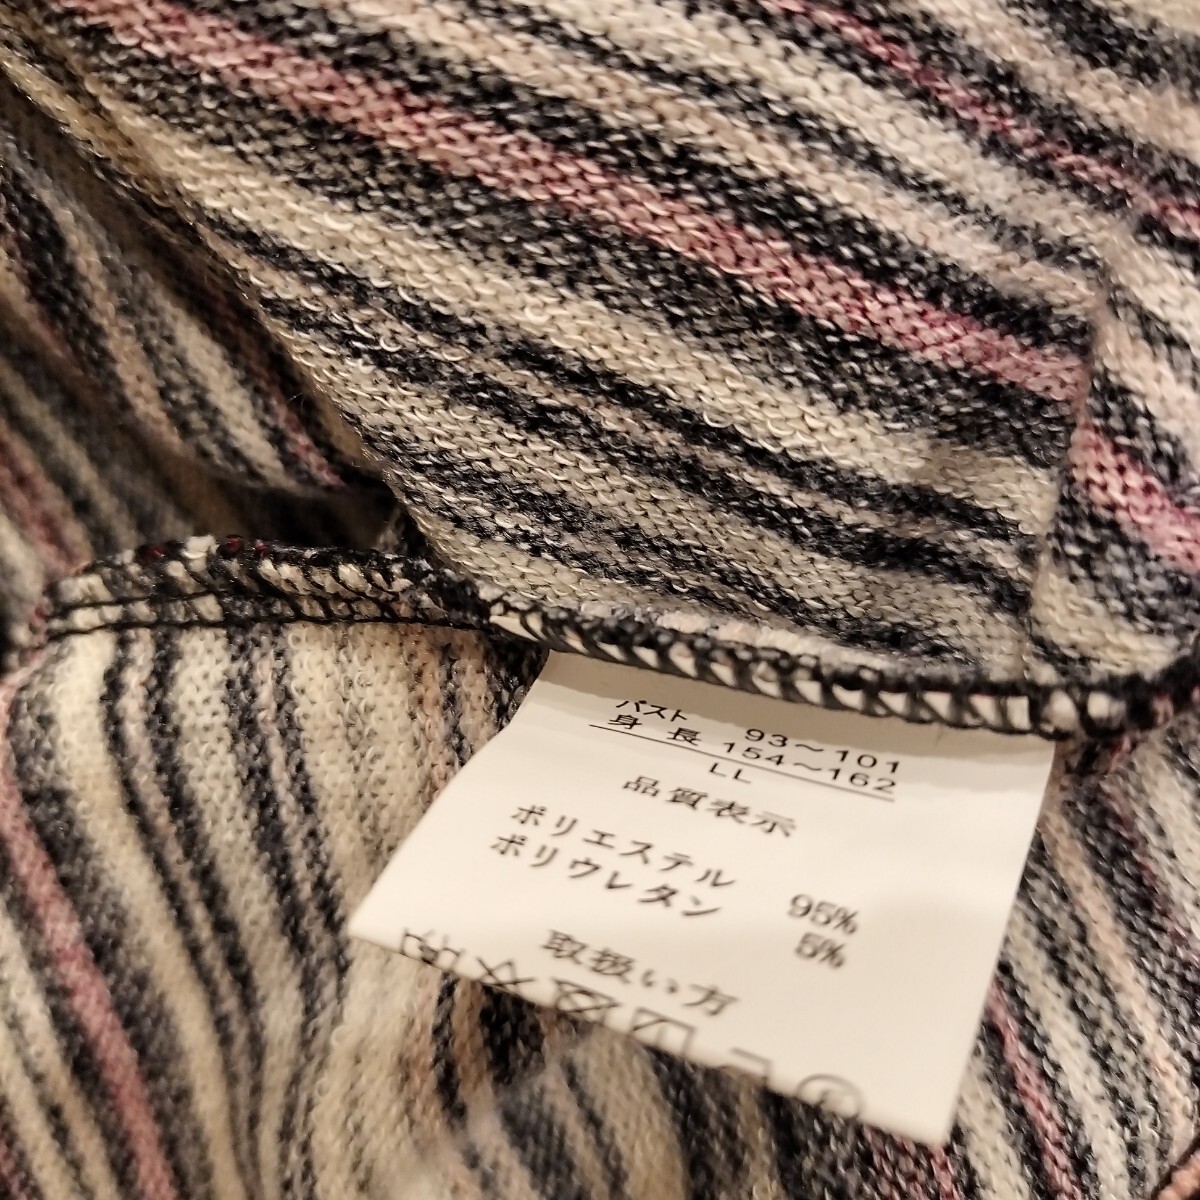 バスト 93～101
身 長 154～162
LL
品質表示
ポリエステル 95%
ポリウレタン 5%
取扱い方